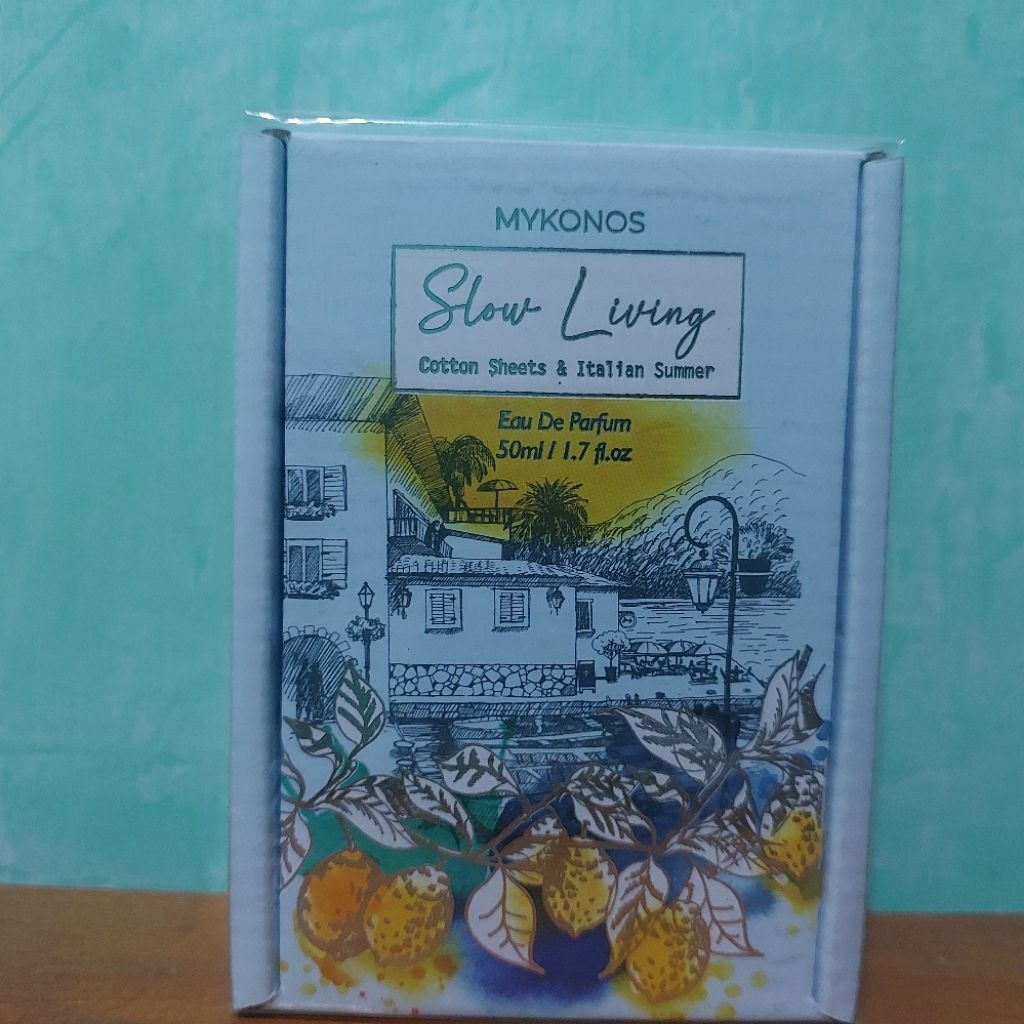 MYKONOS
Slow Living
Cotton Sheets & Italian Summer
Eau De Parfum
50ml / 1.7 fl.oz